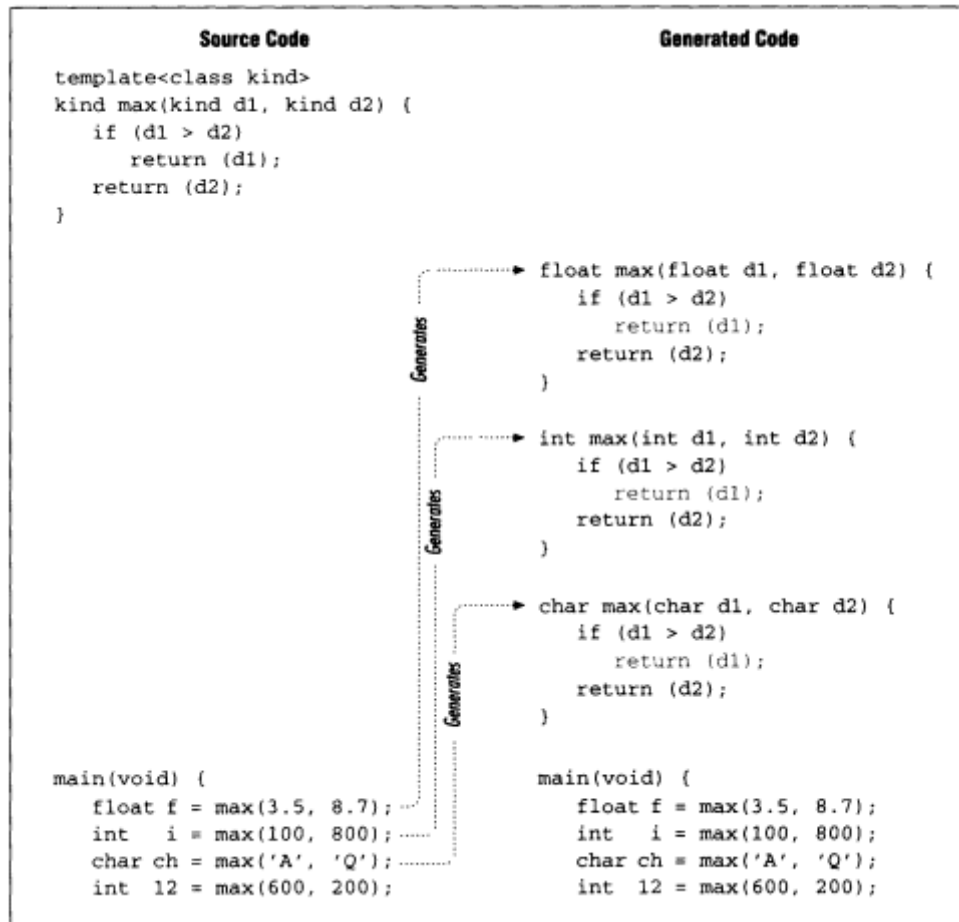 Source Code
template<class kind>
kind max(kind d1, kind d2) {
if (d1 > d2)
return (d1);
return (d2);
}
main(void) {
float f = max(3.5, 8.7);
int i = max(100, 800);
char ch = max('A', 'Q');
int 12 = max(600, 200);
Generates
Generates
Generates
Generated Code
float max(float d1, float d2) {
if (d1 > d2)
return (d1);
return (d2);
}
int max(int d1, int d2) {
if (d1 > d2)
return (d1);
return (d2);
}
char max(char d1, char d2) {
if (d1 > d2)
return (d1);
return (d2);
}
main(void) {
float f = max(3.5, 8.7);
int i = max(100, 800);
char ch = max('A', 'Q');
int 12 = max(600, 200);